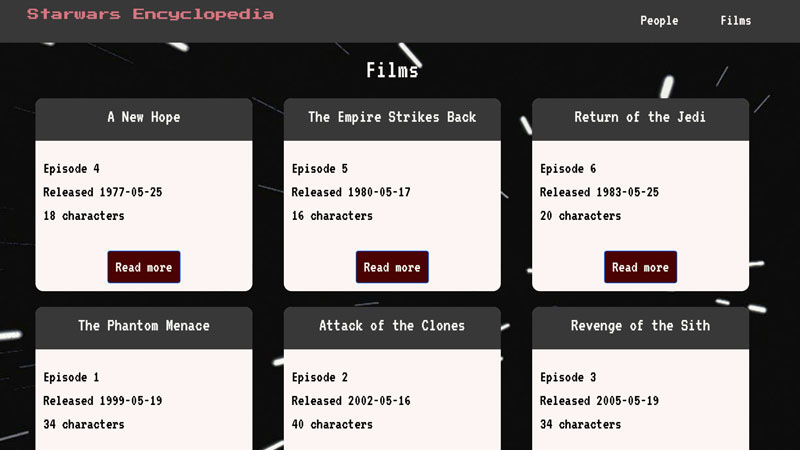 Starwars Encyclopedia
People Films
Films
A New Hope
Episode 4
Released 1977-05-25
18 characters
Read more
The Empire Strikes Back
Episode 5
Released 1980-05-17
16 characters
Read more
Return of the Jedi
Episode 6
Released 1983-05-25
20 characters
Read more
The Phantom Menace
Episode 1
Released 1999-05-19
34 characters
Attack of the Clones
Episode 2
Released 2002-05-16
40 characters
Revenge of the Sith
Episode 3
Released 2005-05-19
34 characters